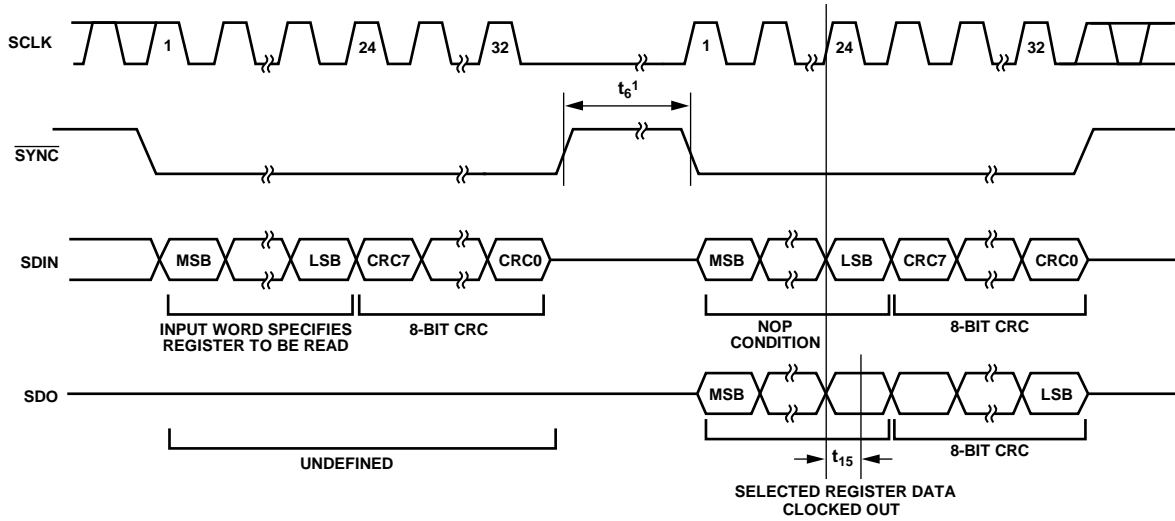 SCLK
1
24
32
1
24
32
t6¹
SYNC
SDIN
MSB
LSB
CRC7
CRC0
MSB
LSB
CRC7
CRC0
INPUT WORD SPECIFIES
REGISTER TO BE READ
8-BIT CRC
NOP
CONDITION
8-BIT CRC
SDO
MSB
LSB
UNDEFINED
t15
8-BIT CRC
SELECTED REGISTER DATA
CLOCKED OUT